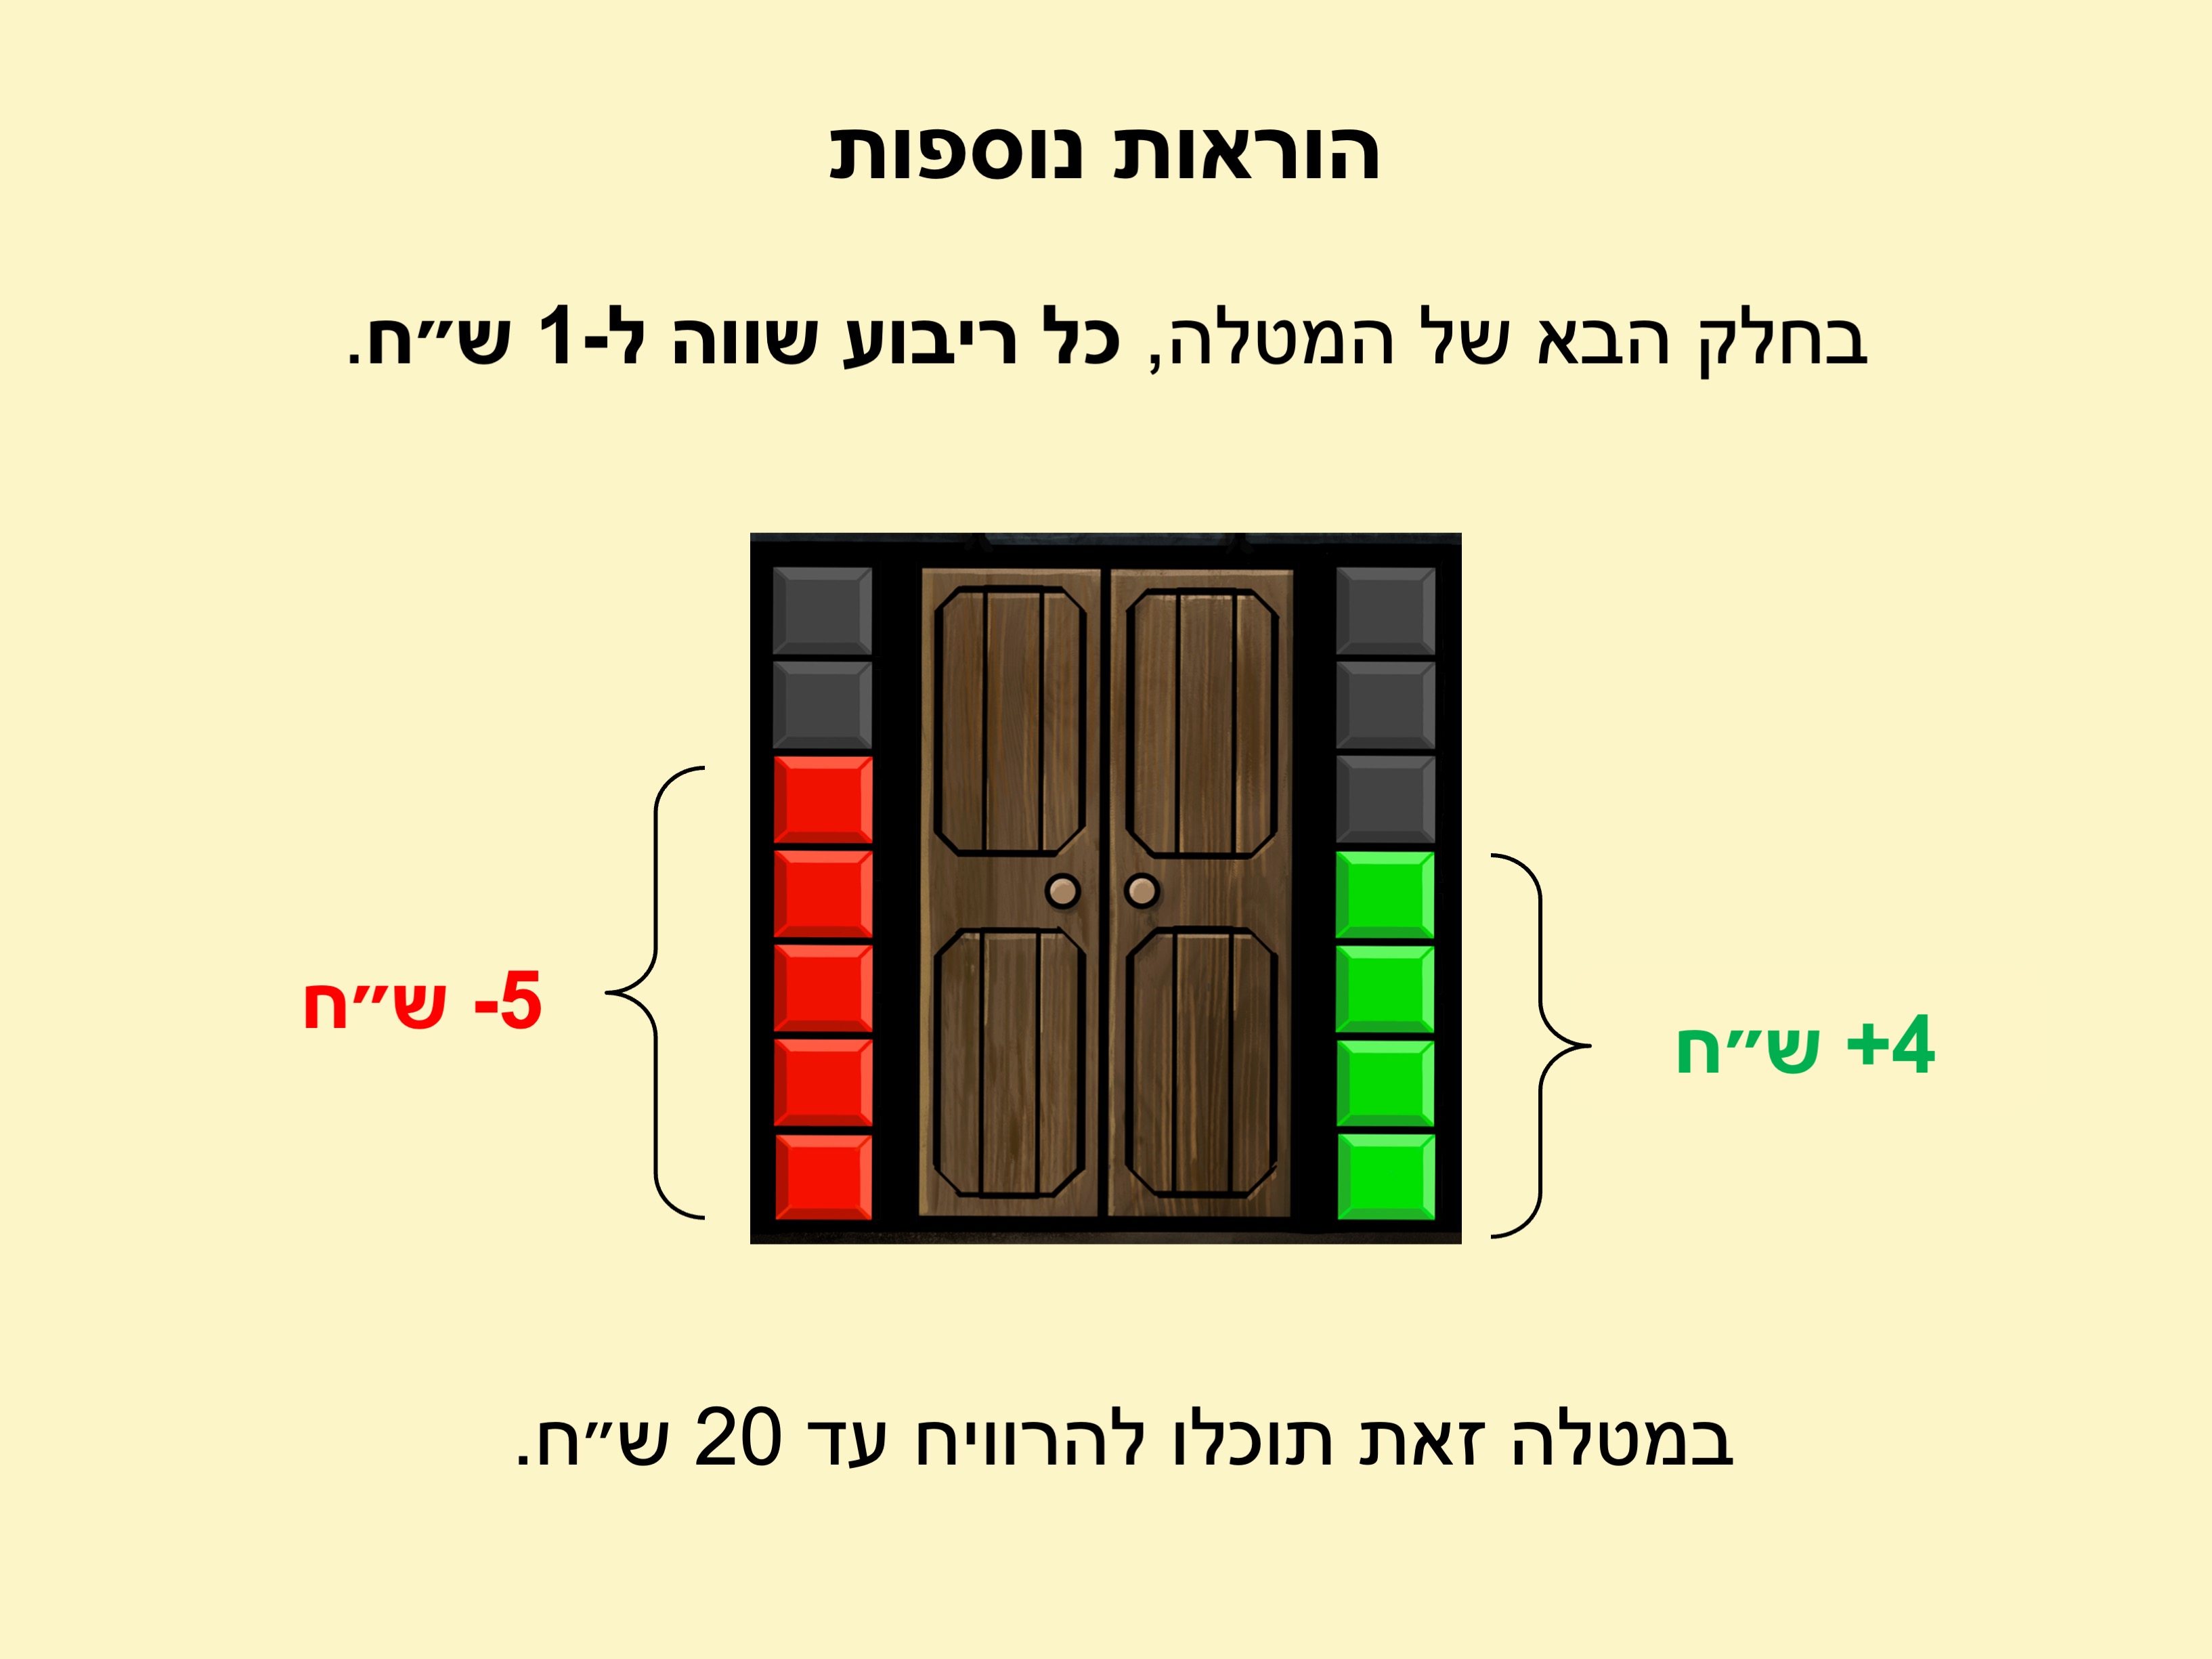 הוראות נוספות
בחלק הבא של המטלה, כל ריבוע שווה ל-1 ש״ח.
5- ש״ח
4+ ש״ח
במטלה זאת תוכלו להרוויח עד 20 ש״ח.